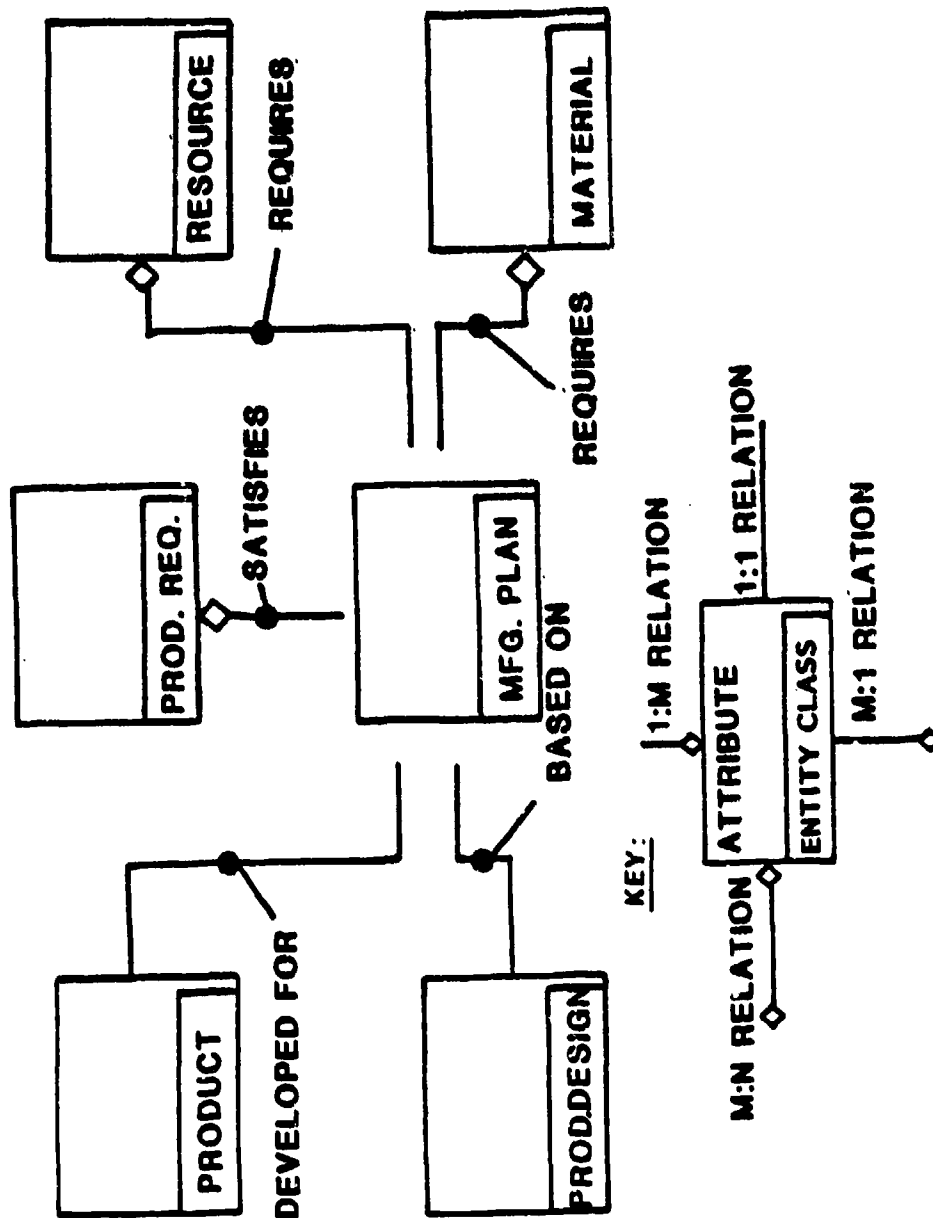 PRODUCT
PROD. REQ.
RESOURCE
DEVELOPED FOR
SATISFIES
REQUIRES
MFG. PLAN
BASED ON
REQUIRES
PROD.DESIGN
MATERIAL
KEY:
M:N RELATION
1:M RELATION
ATTRIBUTE
1:1 RELATION
ENTITY CLASS
M:1 RELATION